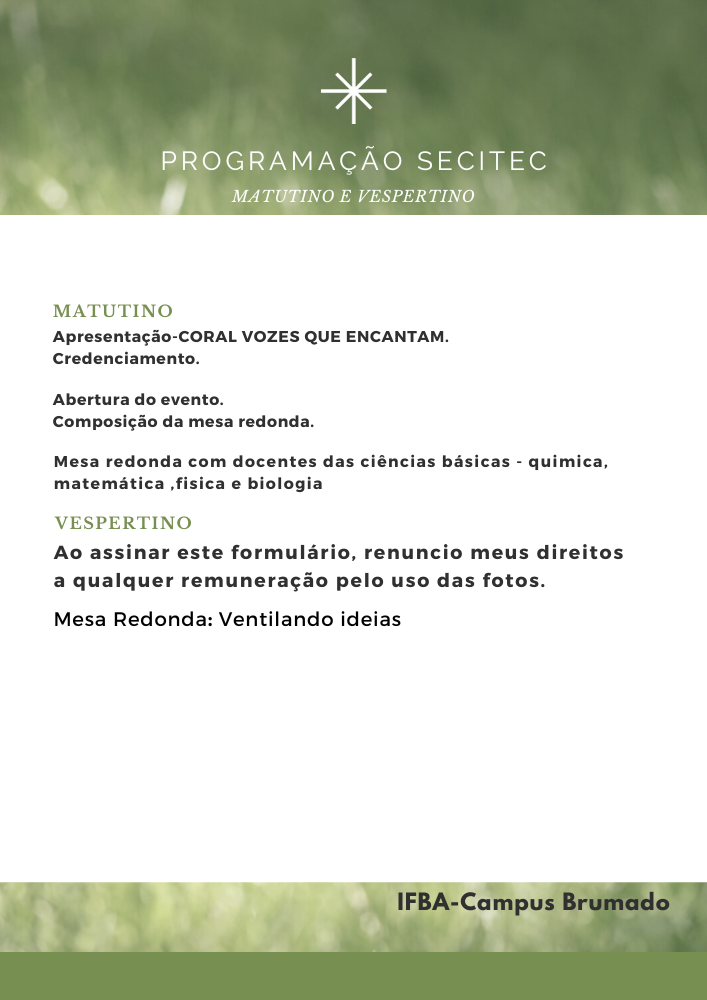 PROGRAMAÇÃO SECITEC
MATUTINO E VESPERTINO
MATUTINO
Apresentação-CORAL VOZES QUE ENCANTAM.
Credenciamento.
Abertura do evento.
Composição da mesa redonda.
Mesa redonda com docentes das ciências básicas - quimica,
matemática ,fisica e biologia
VESPERTINO
Ao assinar este formulário, renuncio meus direitos
a qualquer remuneração pelo uso das fotos.
Mesa Redonda: Ventilando ideias
IFBA-Campus Brumado